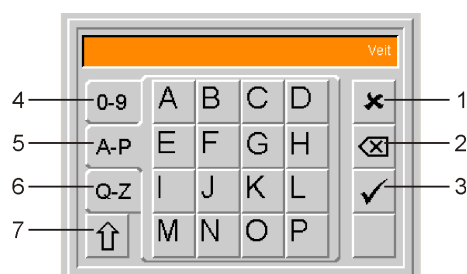 Veit
4 0-9 A B C D 1
5 A-P E F G H 2
6 Q-Z I J K L 3
7 M N O P